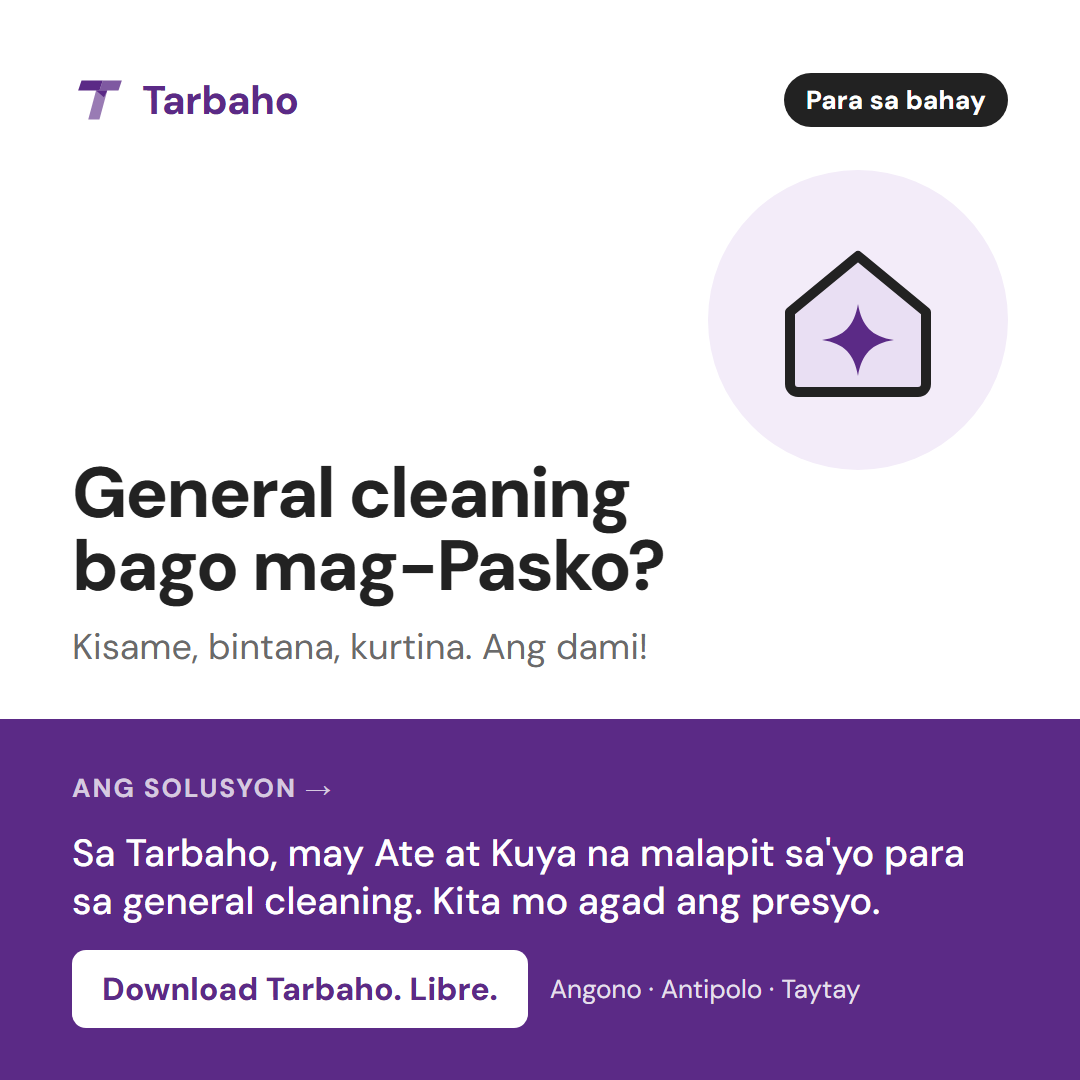 Tarbaho
Para sa bahay
General cleaning
bago mag-Pasko?
Kisame, bintana, kurtina. Ang dami!
ANG SOLUSYON →
Sa Tarbaho, may Ate at Kuya na malapit sa'yo para
sa general cleaning. Kita mo agad ang presyo.
Download Tarbaho. Libre.
Angono · Antipolo · Taytay